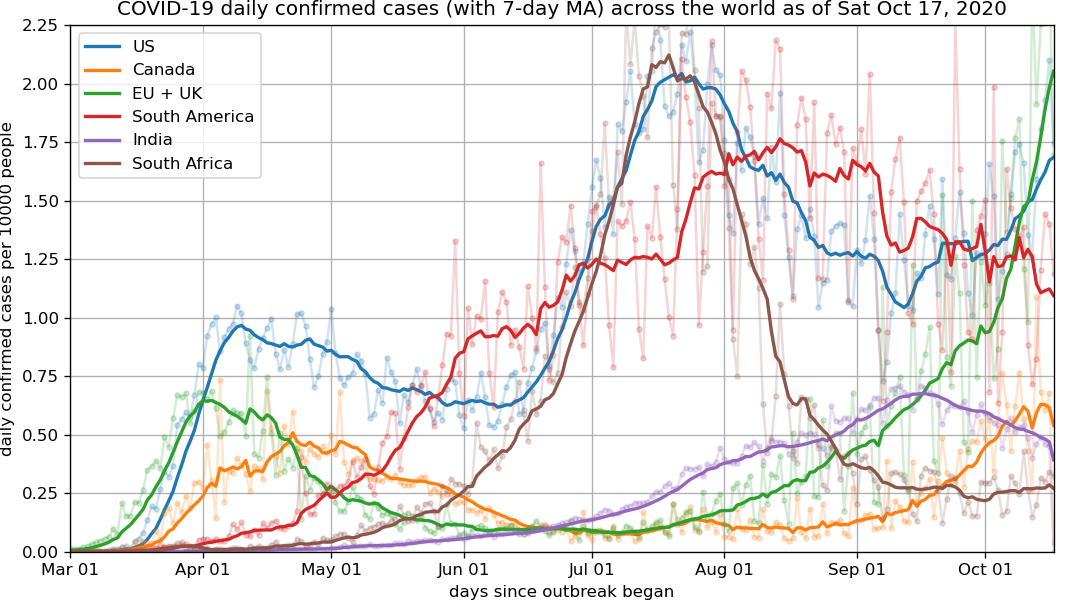 COVID-19 daily confirmed cases (with 7-day MA) across the world as of Sat Oct 17, 2020
daily confirmed cases per 10000 people
2.25
2.00
1.75
1.50
1.25
1.00
0.75
0.50
0.25
0.00
US
Canada
EU + UK
South America
India
South Africa
Mar 01 Apr 01 May 01 Jun 01 Jul 01 Aug 01 Sep 01 Oct 01
days since outbreak began